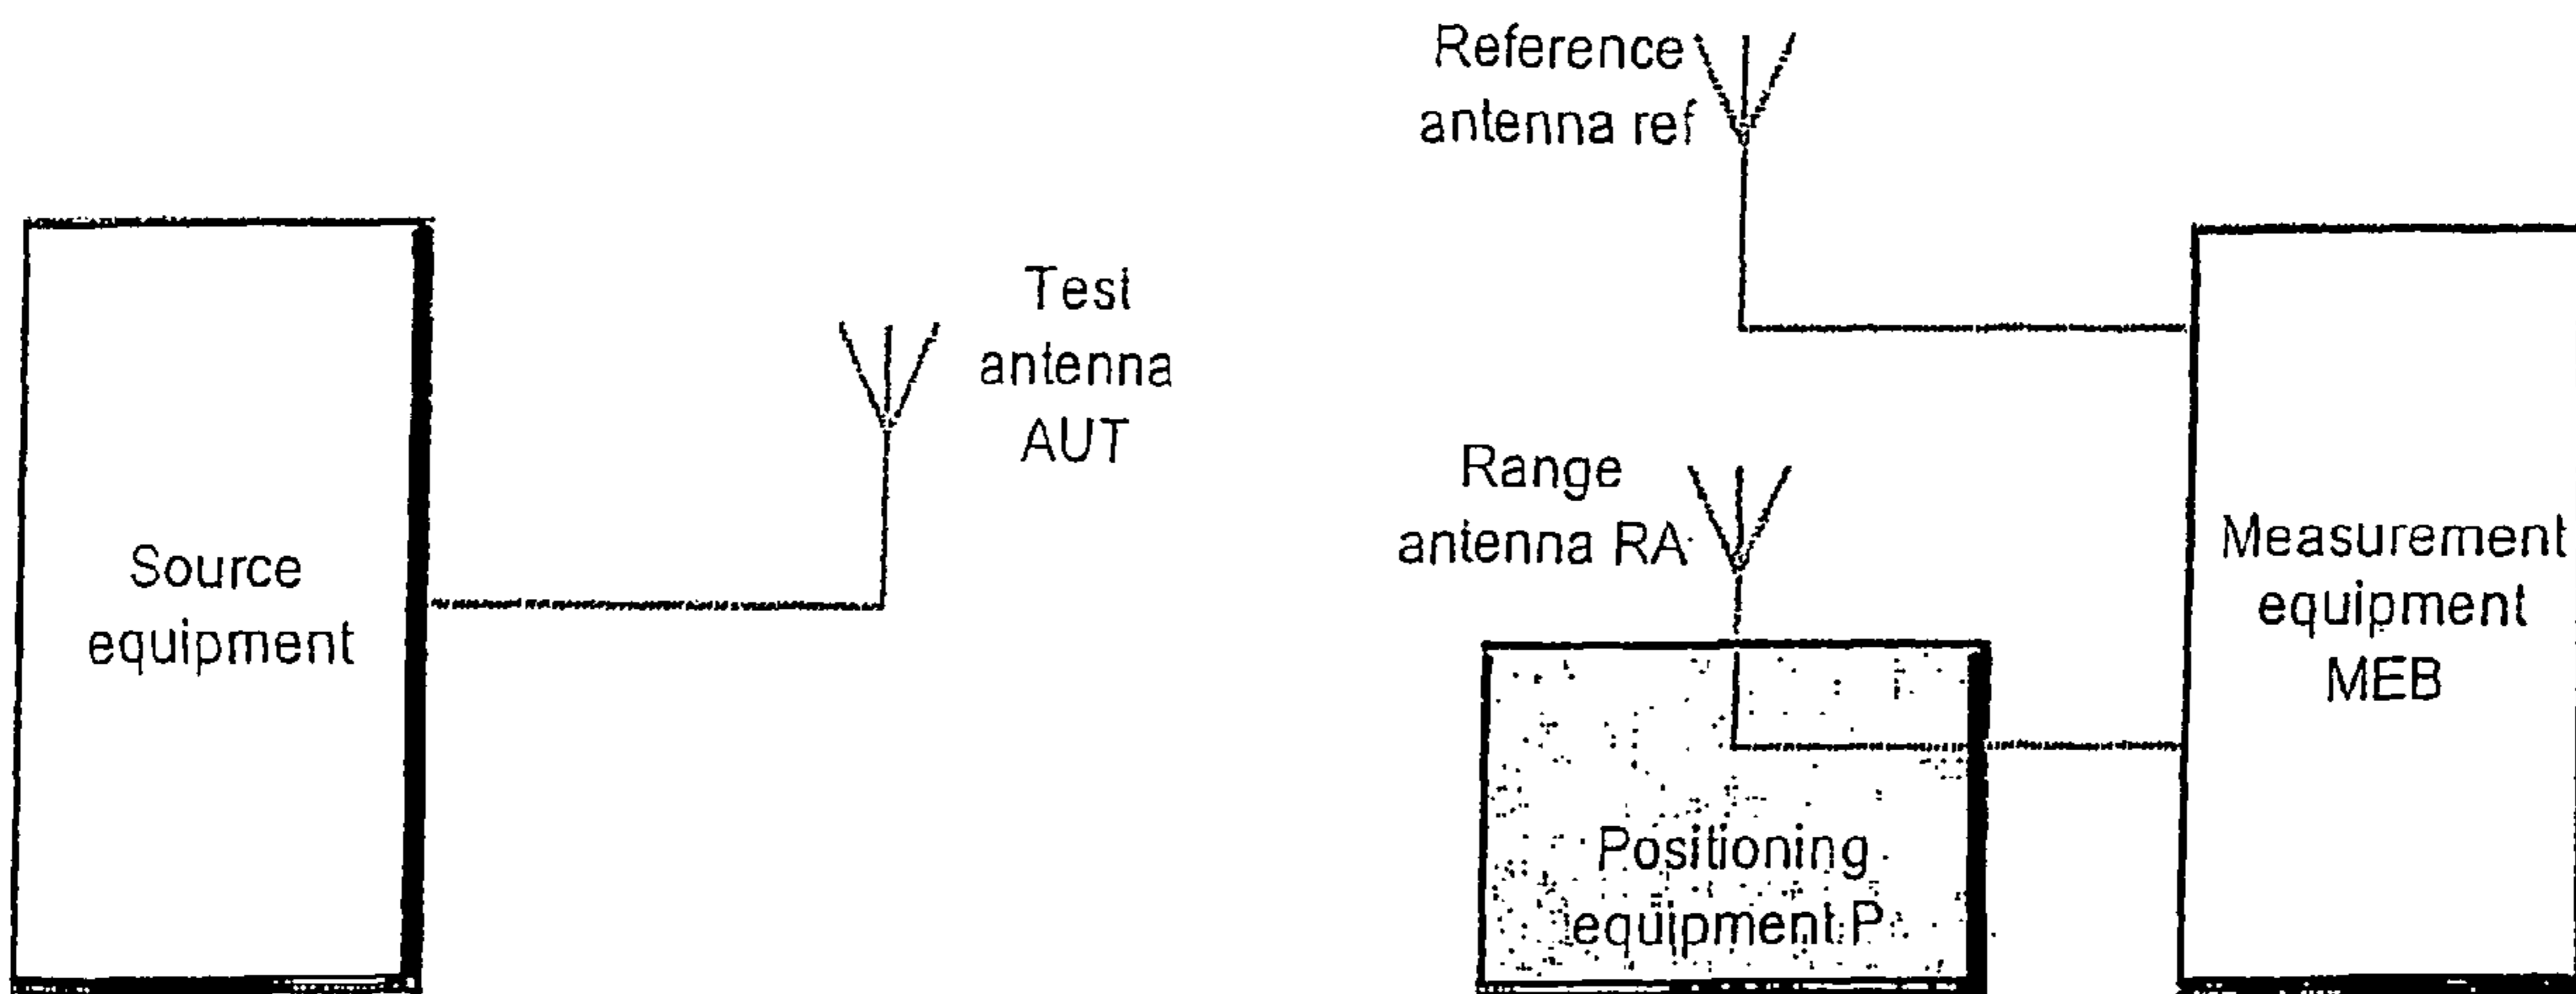 Source
equipment
Test
antenna
AUT
Reference
antenna ref
Range
antenna RA
Positioning
equipment P
Measurement
equipment
MEB